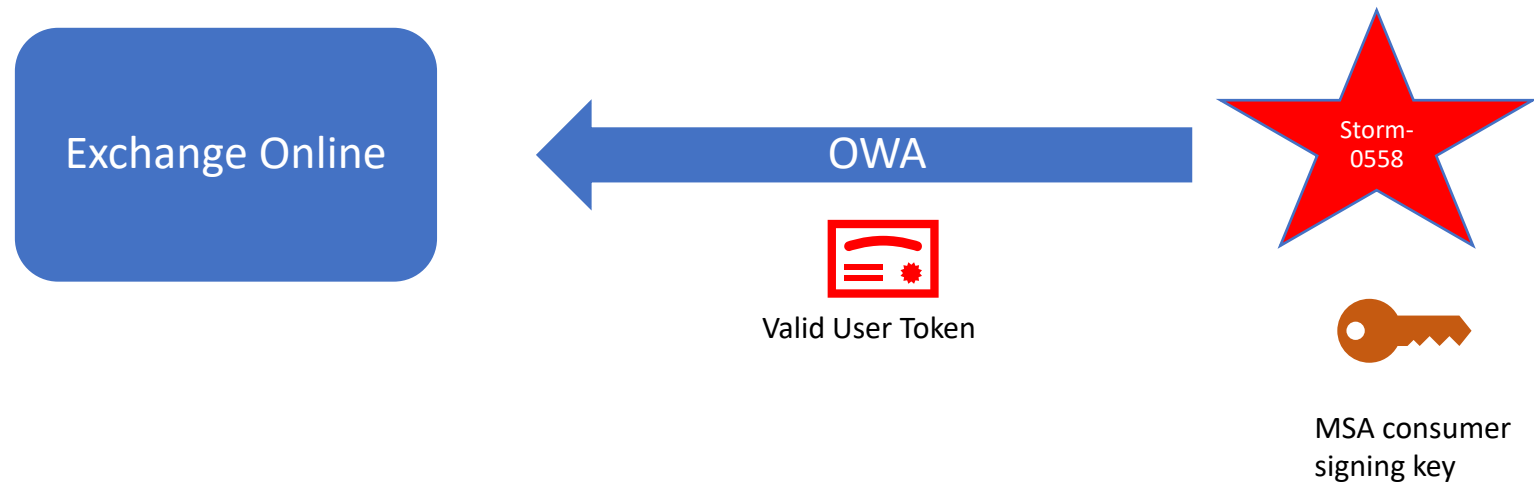 Exchange Online
OWA
Storm-
0558
Valid User Token
MSA consumer
signing key